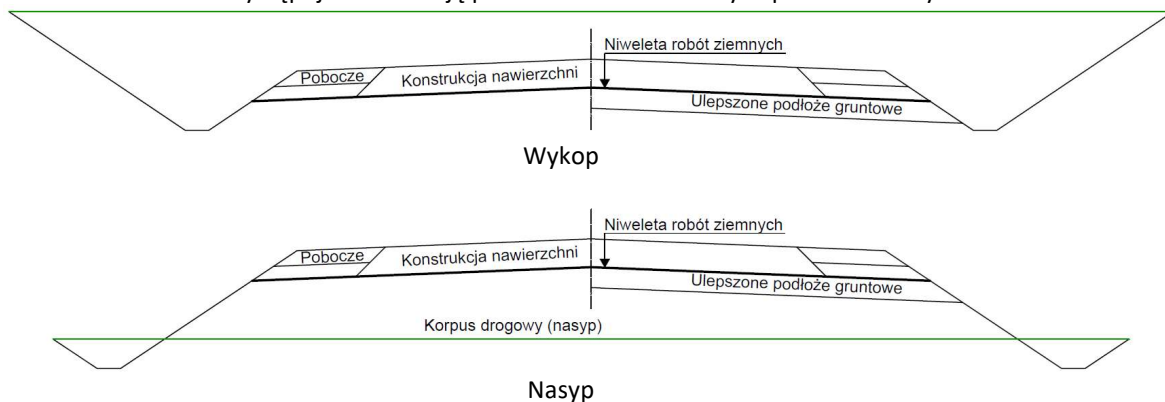 Niweleta robót ziemnych
Pobocze
Konstrukcja nawierzchni
Ulepszone podłoże gruntowe
Wykop
Niweleta robót ziemnych
Pobocze
Konstrukcja nawierzchni
Ulepszone podłoże gruntowe
Korpus drogowy (nasyp)
Nasyp